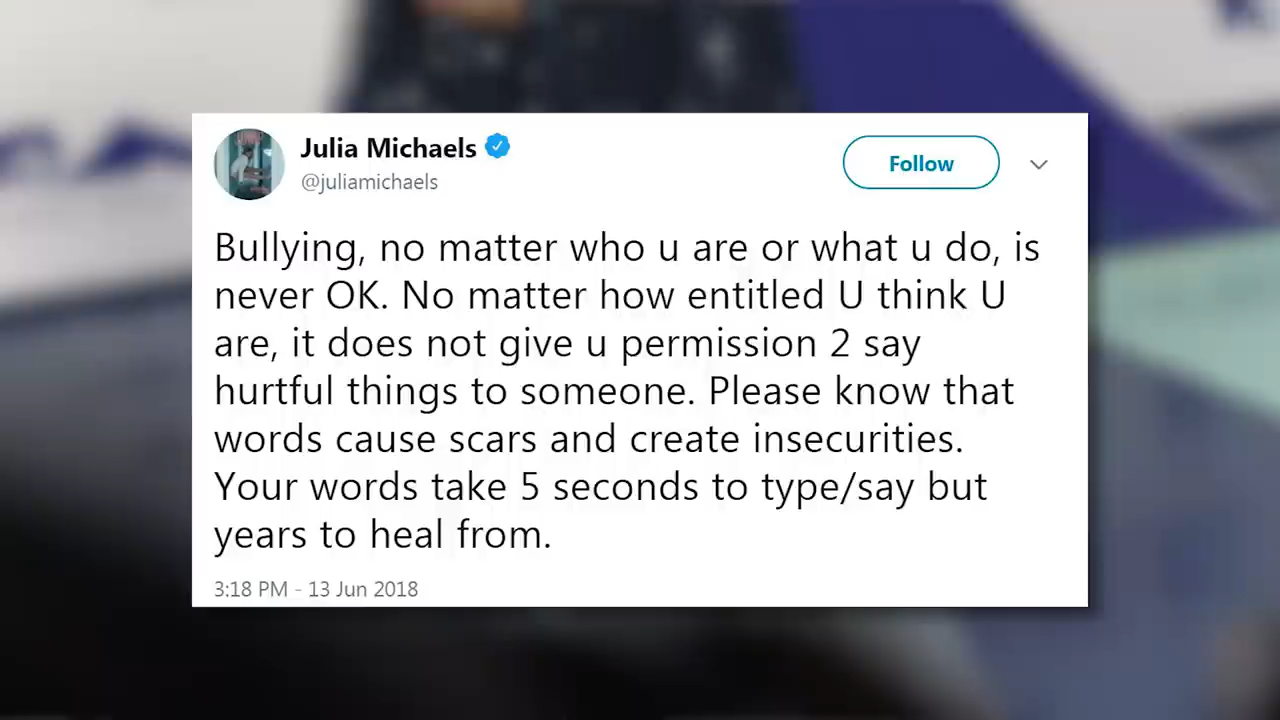 Julia Michaels
@juliamichaels
Follow
Bullying, no matter who u are or what u do, is
never OK. No matter how entitled U think U
are, it does not give u permission 2 say
hurtful things to someone. Please know that
words cause scars and create insecurities.
Your words take 5 seconds to type/say but
years to heal from.
3:18 PM - 13 Jun 2018